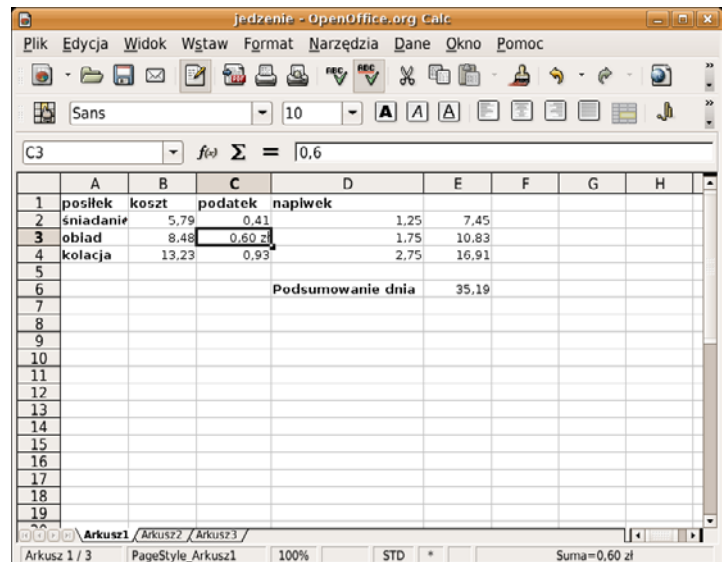 jedzenie - OpenOffice.org Calc
Plik Edycja Widok Wstaw Format Narzędzia Dane Okno Pomoc
ABC ABC
Sans 10 A A A
C3 f(x) Σ = 0,6
A B C D E F G H
1 posiłek koszt podatek napiwek
2 śniadanie 5,79 0,41 1,25 7,45
3 obiad 8,48 0,60 zł 1,75 10,83
4 kolacja 13,23 0,93 2,75 16,91
5
6 Podsumowanie dnia 35,19
7
8
9
10
11
12
13
14
15
16
17
18
19
Arkusz1 Arkusz2 Arkusz3
Arkusz 1 / 3 PageStyle_Arkusz1 100% STD * Suma=0,60 zł